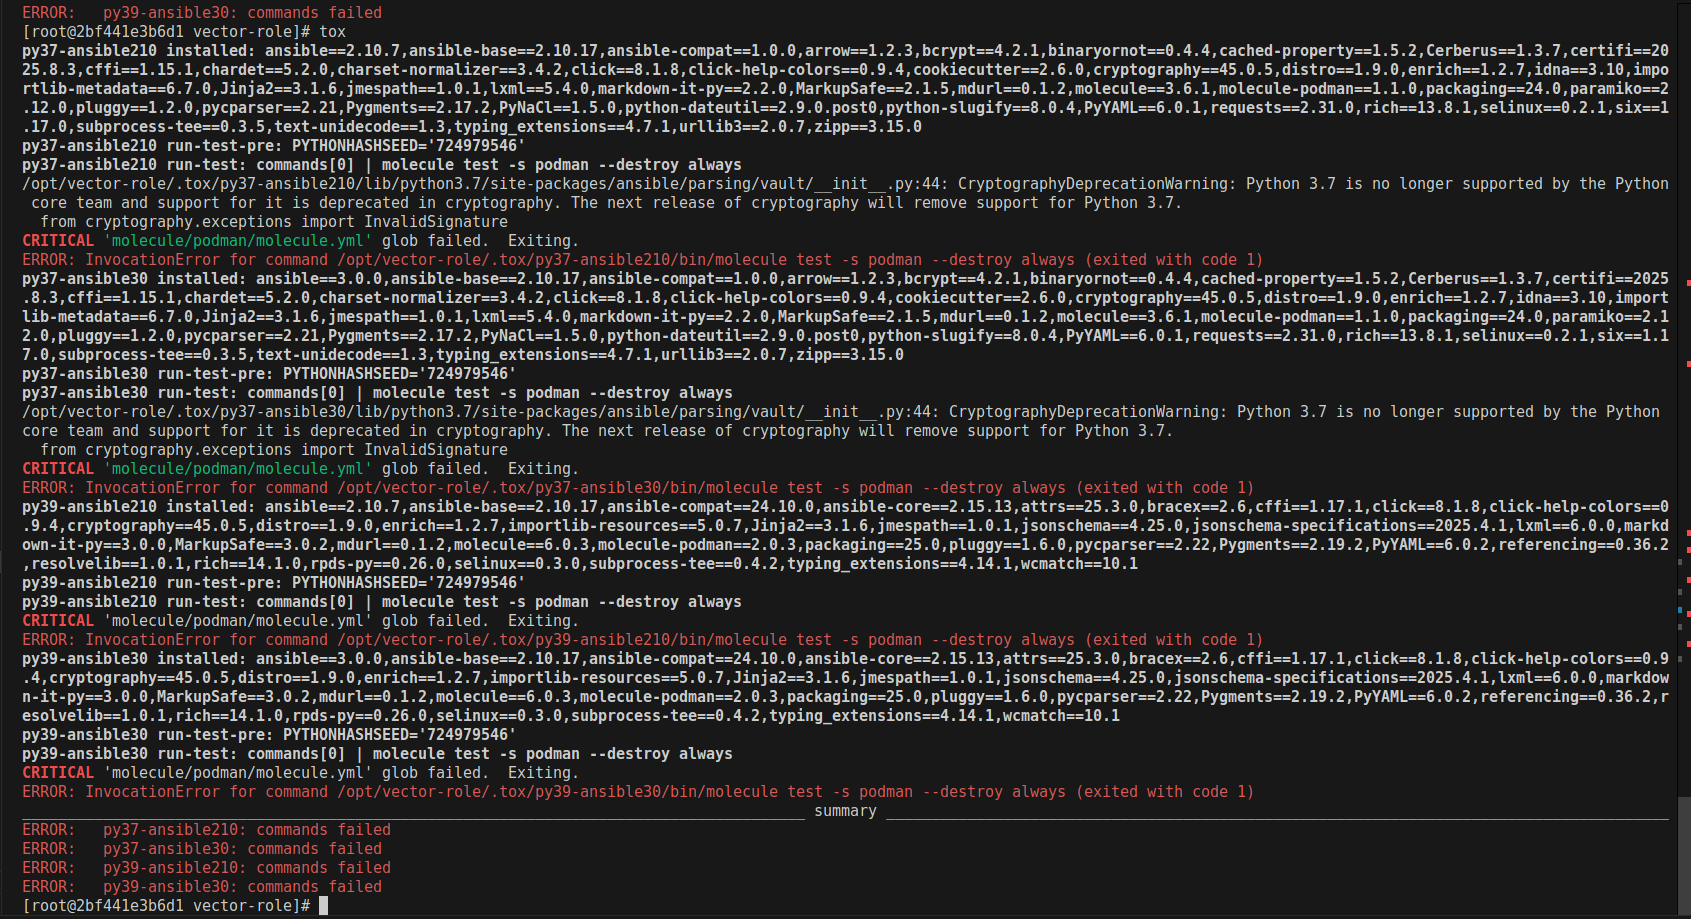 ERROR:   py39-ansible30: commands failed
[root@2bf441e3b6d1 vector-role]# tox
py37-ansible210 installed: ansible==2.10.7,ansible-base==2.10.17,ansible-compat==1.0.0,arrow==1.2.3,bcrypt==4.2.1,binaryornot==0.4.4,cached-property==1.5.2,Cerberus==1.3.7,certifi==20
25.8.3,cffi==1.15.1,chardet==5.2.0,charset-normalizer==3.4.2,click==8.1.8,click-help-colors==0.9.4,cookiecutter==2.6.0,cryptography==45.0.5,distro==1.9.0,enrich==1.2.7,idna==3.10,impo
rtlib-metadata==6.7.0,Jinja2==3.1.6,jmespath==1.0.1,lxml==5.4.0,markdown-it-py==2.2.0,MarkupSafe==2.1.5,mdurl==0.1.2,molecule==3.6.1,molecule-podman==1.1.0,packaging==24.0,paramiko==2
.12.0,pluggy==1.2.0,pycparser==2.21,Pygments==2.17.2,PyNaCl==1.5.0,python-dateutil==2.9.0.post0,python-slugify==8.0.4,PyYAML==6.0.1,requests==2.31.0,rich==13.8.1,selinux==0.2.1,six==1
.17.0,subprocess-tee==0.3.5,text-unidecode==1.3,typing_extensions==4.7.1,urllib3==2.0.7,zipp==3.15.0
py37-ansible210 run-test-pre: PYTHONHASHSEED='724979546'
py37-ansible210 run-test: commands[0] | molecule test -s podman --destroy always
/opt/vector-role/.tox/py37-ansible210/lib/python3.7/site-packages/ansible/parsing/vault/__init__.py:44: CryptographyDeprecationWarning: Python 3.7 is no longer supported by the Python
 core team and support for it is deprecated in cryptography. The next release of cryptography will remove support for Python 3.7.
  from cryptography.exceptions import InvalidSignature
CRITICAL 'molecule/podman/molecule.yml' glob failed.  Exiting.
ERROR: InvocationError for command /opt/vector-role/.tox/py37-ansible210/bin/molecule test -s podman --destroy always (exited with code 1)
py37-ansible30 installed: ansible==3.0.0,ansible-base==2.10.17,ansible-compat==1.0.0,arrow==1.2.3,bcrypt==4.2.1,binaryornot==0.4.4,cached-property==1.5.2,Cerberus==1.3.7,certifi==2025
.8.3,cffi==1.15.1,chardet==5.2.0,charset-normalizer==3.4.2,click==8.1.8,click-help-colors==0.9.4,cookiecutter==2.6.0,cryptography==45.0.5,distro==1.9.0,enrich==1.2.7,idna==3.10,import
lib-metadata==6.7.0,Jinja2==3.1.6,jmespath==1.0.1,lxml==5.4.0,markdown-it-py==2.2.0,MarkupSafe==2.1.5,mdurl==0.1.2,molecule==3.6.1,molecule-podman==1.1.0,packaging==24.0,paramiko==2.1
2.0,pluggy==1.2.0,pycparser==2.21,Pygments==2.17.2,PyNaCl==1.5.0,python-dateutil==2.9.0.post0,python-slugify==8.0.4,PyYAML==6.0.1,requests==2.31.0,rich==13.8.1,selinux==0.2.1,six==1.1
7.0,subprocess-tee==0.3.5,text-unidecode==1.3,typing_extensions==4.7.1,urllib3==2.0.7,zipp==3.15.0
py37-ansible30 run-test-pre: PYTHONHASHSEED='724979546'
py37-ansible30 run-test: commands[0] | molecule test -s podman --destroy always
/opt/vector-role/.tox/py37-ansible30/lib/python3.7/site-packages/ansible/parsing/vault/__init__.py:44: CryptographyDeprecationWarning: Python 3.7 is no longer supported by the Python
core team and support for it is deprecated in cryptography. The next release of cryptography will remove support for Python 3.7.
  from cryptography.exceptions import InvalidSignature
CRITICAL 'molecule/podman/molecule.yml' glob failed.  Exiting.
ERROR: InvocationError for command /opt/vector-role/.tox/py37-ansible30/bin/molecule test -s podman --destroy always (exited with code 1)
py39-ansible210 installed: ansible==2.10.7,ansible-base==2.10.17,ansible-compat==24.10.0,ansible-core==2.15.13,attrs==25.3.0,bracex==2.6,cffi==1.17.1,click==8.1.8,click-help-colors==0
.9.4,cryptography==45.0.5,distro==1.9.0,enrich==1.2.7,importlib-resources==5.0.7,Jinja2==3.1.6,jmespath==1.0.1,jsonschema==4.25.0,jsonschema-specifications==2025.4.1,lxml==6.0.0,markd
own-it-py==3.0.0,MarkupSafe==3.0.2,mdurl==0.1.2,molecule==6.0.3,molecule-podman==2.0.3,packaging==25.0,pluggy==1.6.0,pycparser==2.22,Pygments==2.19.2,PyYAML==6.0.2,referencing==0.36.2
,resolvelib==1.0.1,rich==14.1.0,rpds-py==0.26.0,selinux==0.3.0,subprocess-tee==0.4.2,typing_extensions==4.14.1,wcmatch==10.1
py39-ansible210 run-test-pre: PYTHONHASHSEED='724979546'
py39-ansible210 run-test: commands[0] | molecule test -s podman --destroy always
CRITICAL 'molecule/podman/molecule.yml' glob failed.  Exiting.
ERROR: InvocationError for command /opt/vector-role/.tox/py39-ansible210/bin/molecule test -s podman --destroy always (exited with code 1)
py39-ansible30 installed: ansible==3.0.0,ansible-base==2.10.17,ansible-compat==24.10.0,ansible-core==2.15.13,attrs==25.3.0,bracex==2.6,cffi==1.17.1,click==8.1.8,click-help-colors==0.9
.4,cryptography==45.0.5,distro==1.9.0,enrich==1.2.7,importlib-resources==5.0.7,Jinja2==3.1.6,jmespath==1.0.1,jsonschema==4.25.0,jsonschema-specifications==2025.4.1,lxml==6.0.0,markdow
n-it-py==3.0.0,MarkupSafe==3.0.2,mdurl==0.1.2,molecule==6.0.3,molecule-podman==2.0.3,packaging==25.0,pluggy==1.6.0,pycparser==2.22,Pygments==2.19.2,PyYAML==6.0.2,referencing==0.36.2,r
esolvelib==1.0.1,rich==14.1.0,rpds-py==0.26.0,selinux==0.3.0,subprocess-tee==0.4.2,typing_extensions==4.14.1,wcmatch==10.1
py39-ansible30 run-test-pre: PYTHONHASHSEED='724979546'
py39-ansible30 run-test: commands[0] | molecule test -s podman --destroy always
CRITICAL 'molecule/podman/molecule.yml' glob failed.  Exiting.
ERROR: InvocationError for command /opt/vector-role/.tox/py39-ansible30/bin/molecule test -s podman --destroy always (exited with code 1)
summary
ERROR:   py37-ansible210: commands failed
ERROR:   py37-ansible30: commands failed
ERROR:   py39-ansible210: commands failed
ERROR:   py39-ansible30: commands failed
[root@2bf441e3b6d1 vector-role]#